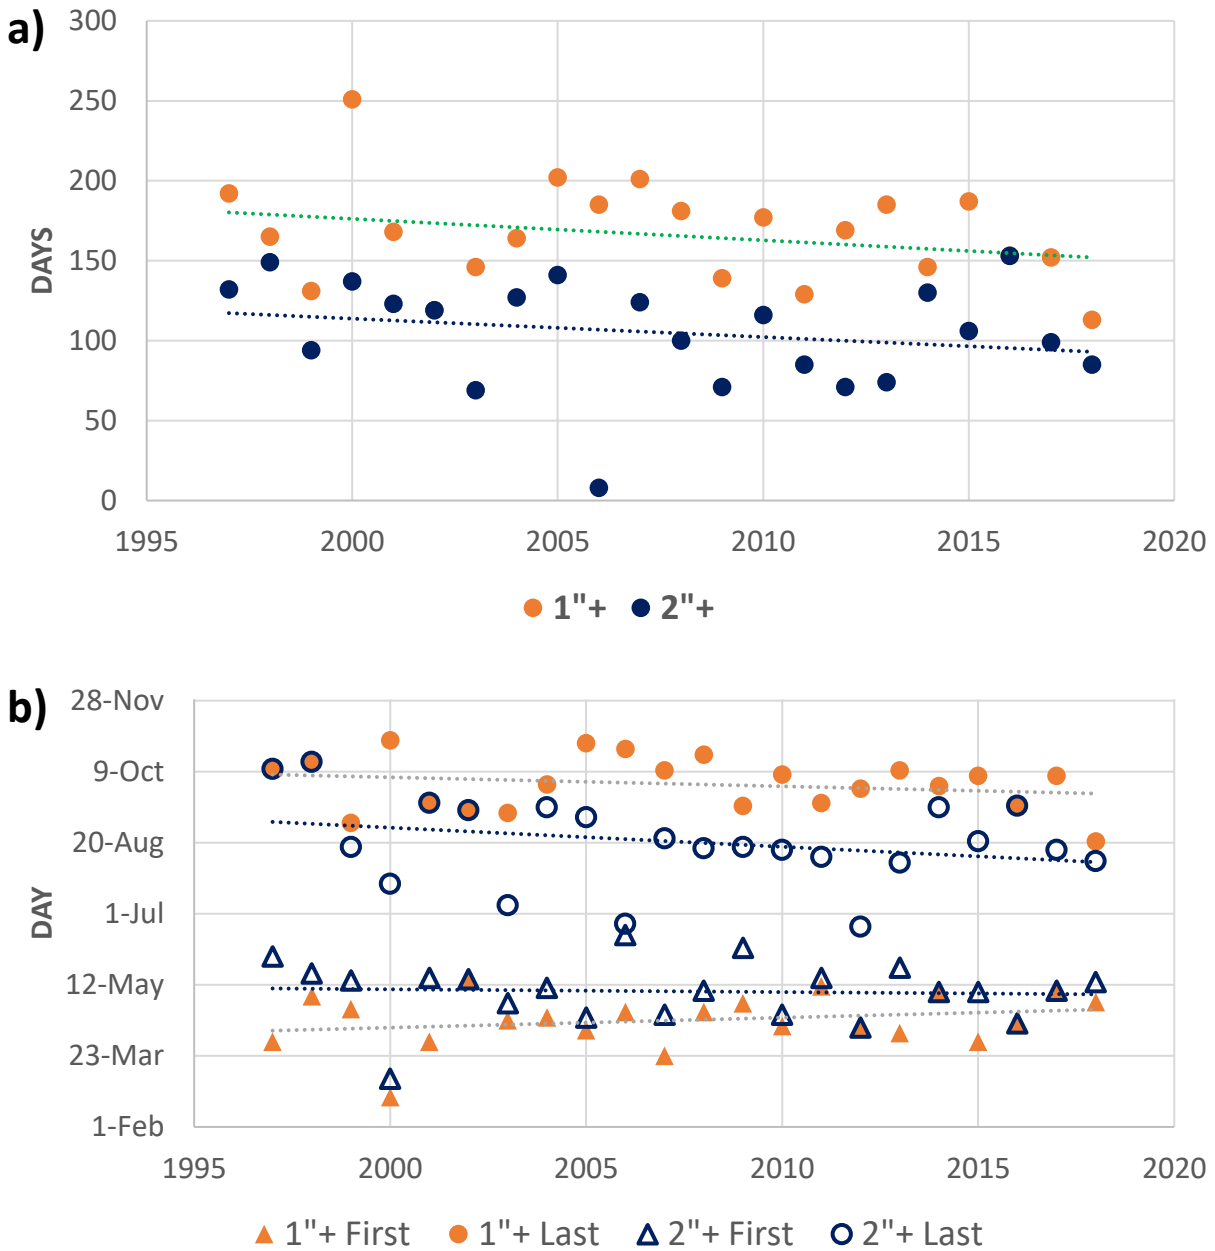 a)
300
250
200
150
100
50
0
DAYS
1995 2000 2005 2010 2015 2020
1"+ 2"+
b)
28-Nov
9-Oct
20-Aug
1-Jul
12-May
23-Mar
1-Feb
DAY
1995 2000 2005 2010 2015 2020
1"+ First 1"+ Last 2"+ First 2"+ Last